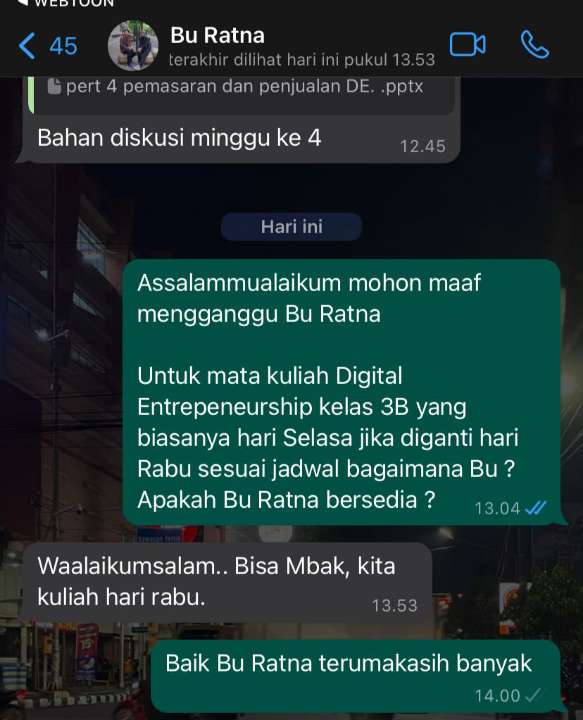 WEBTOON
45
Bu Ratna
terakhir dilihat hari ini pukul 13.53
pert 4 pemasaran dan penjualan DE. .pptx
Bahan diskusi minggu ke 4
12.45
Hari ini
Assalammualaikum mohon maaf
mengganggu Bu Ratna
Untuk mata kuliah Digital
Entrepeneurship kelas 3B yang
biasanya hari Selasa jika diganti hari
Rabu sesuai jadwal bagaimana Bu ?
Apakah Bu Ratna bersedia ?
13.04
Waalaikumsalam.. Bisa Mbak, kita
kuliah hari rabu.
13.53
15%
Baik Bu Ratna terumakasih banyak
14.00